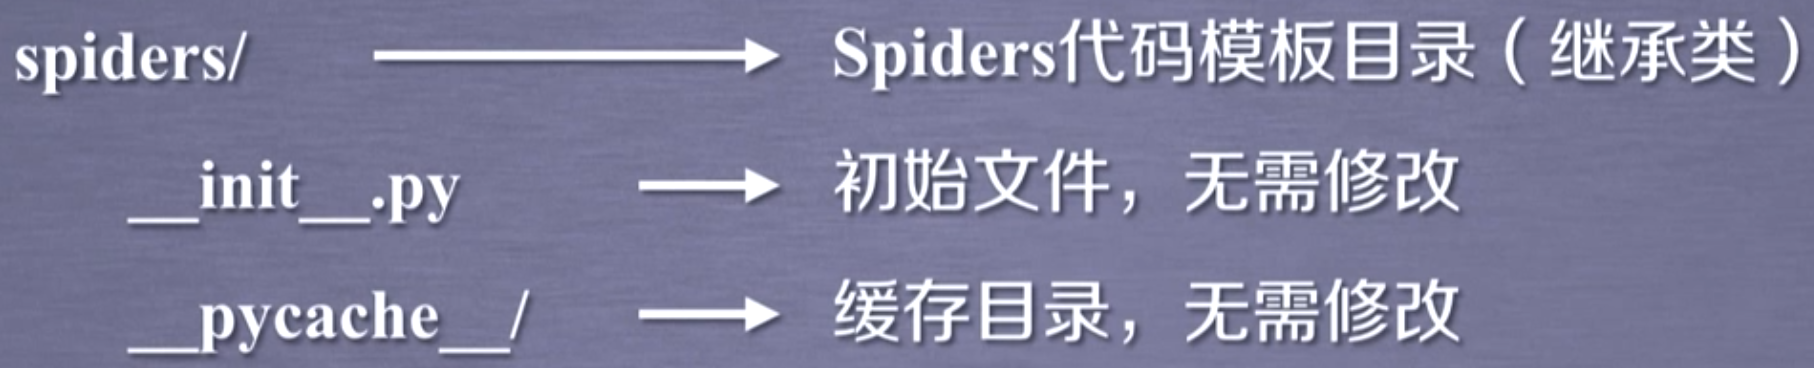 spiders/ → Spiders代码模板目录（继承类）
__init__.py → 初始文件，无需修改
__pycache__/ → 缓存目录，无需修改